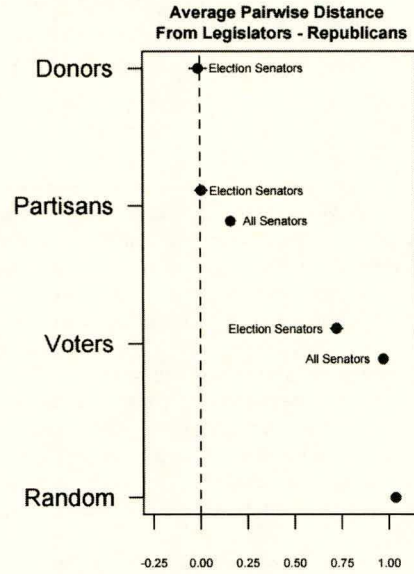 Average Pairwise Distance
From Legislators - Republicans
Donors
Election Senators
Election Senators
Partisans
All Senators
Election Senators
Voters
All Senators
Random
-0.25 0.00 0.25 0.50 0.75 1.00